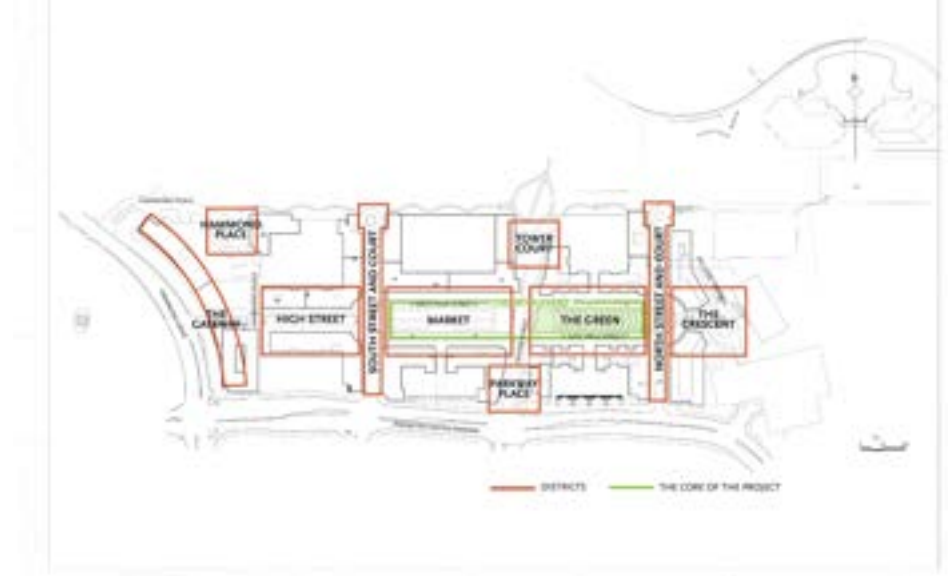 HAMMOND
PLACE
TOWER
COURT
SOUTH STREET AND COURT
NORTH STREET AND COURT
THE
GATEWAY
HIGH STREET
MARKET
THE GREEN
THE
CRESCENT
PARKWAY
PLACE
DISTRICTS
THE CORE OF THE PROJECT